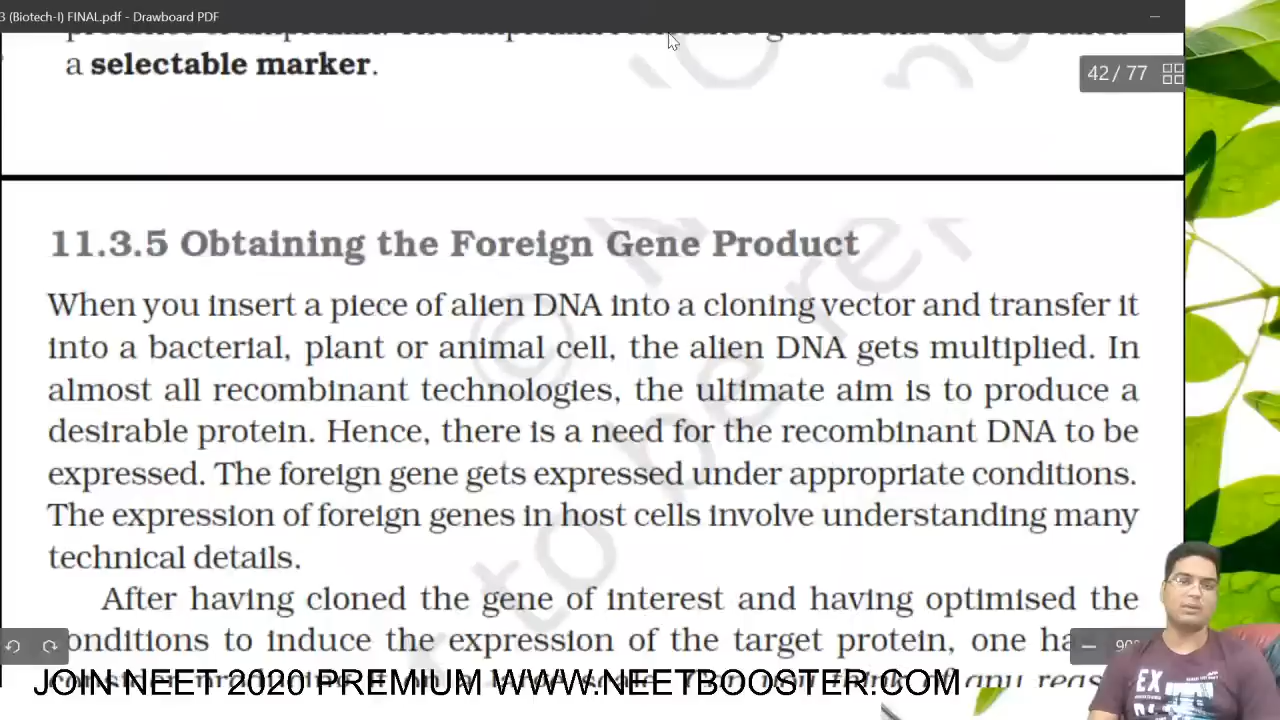 3 (Biotech-I) FINAL.pdf - Drawboard PDF
a selectable marker.
42 / 77
11.3.5 Obtaining the Foreign Gene Product
When you insert a piece of alien DNA into a cloning vector and transfer it
into a bacterial, plant or animal cell, the alien DNA gets multiplied. In
almost all recombinant technologies, the ultimate aim is to produce a
desirable protein. Hence, there is a need for the recombinant DNA to be
expressed. The foreign gene gets expressed under appropriate conditions.
The expression of foreign genes in host cells involve understanding many
technical details.
After having cloned the gene of interest and having optimised the
onditions to induce the expression of the target protein, one ha
JOIN NEET 2020 PREMIUM WWW.NEETBOOSTER.COM
EX